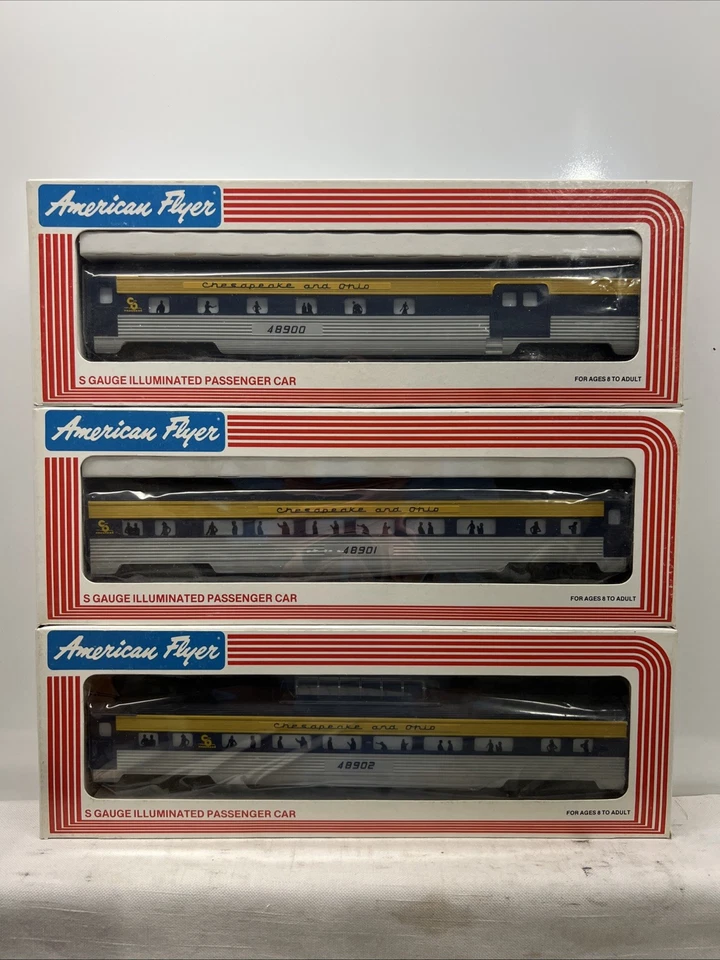 American Flyer
Chesapeake and Ohio
48900
S GAUGE ILLUMINATED PASSENGER CAR
FOR AGES 8 TO ADULT
American Flyer
Chesapeake and Ohio
48901
S GAUGE ILLUMINATED PASSENGER CAR
FOR AGES 8 TO ADULT
American Flyer
Chesapeake and Ohio
48902
S GAUGE ILLUMINATED PASSENGER CAR
FOR AGES 8 TO ADULT